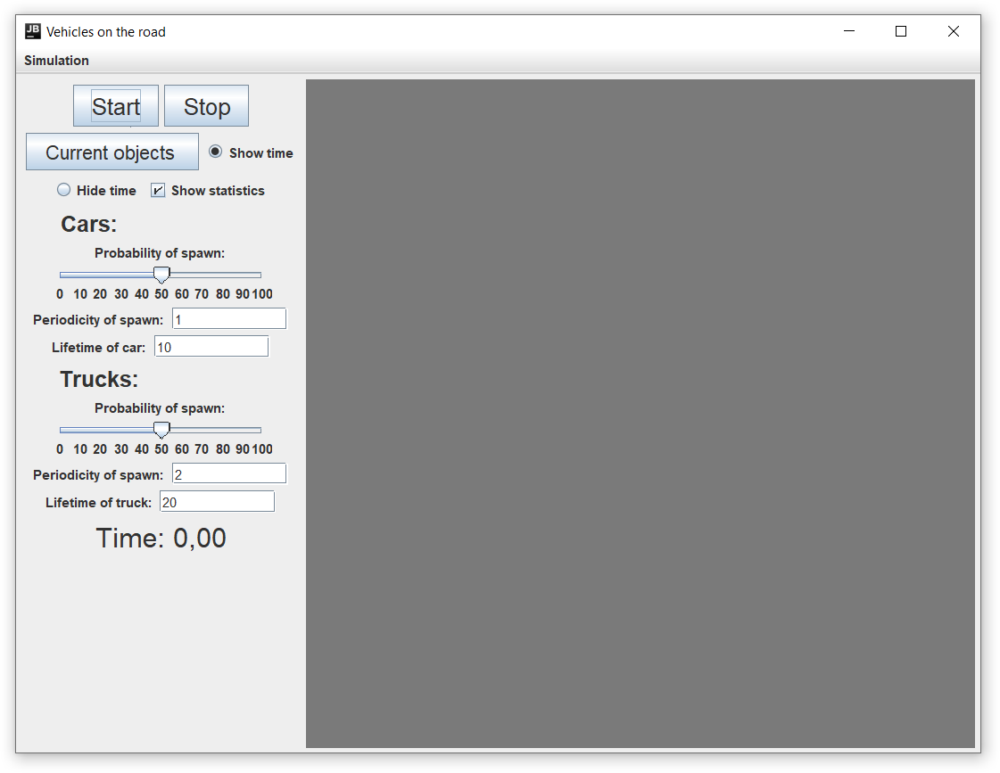 JB Vehicles on the road
Simulation
Start Stop
Current objects Show time
Hide time Show statistics
Cars:
Probability of spawn:
0 10 20 30 40 50 60 70 80 90 100
Periodicity of spawn: 1
Lifetime of car: 10
Trucks:
Probability of spawn:
0 10 20 30 40 50 60 70 80 90 100
Periodicity of spawn: 2
Lifetime of truck: 20
Time: 0,00